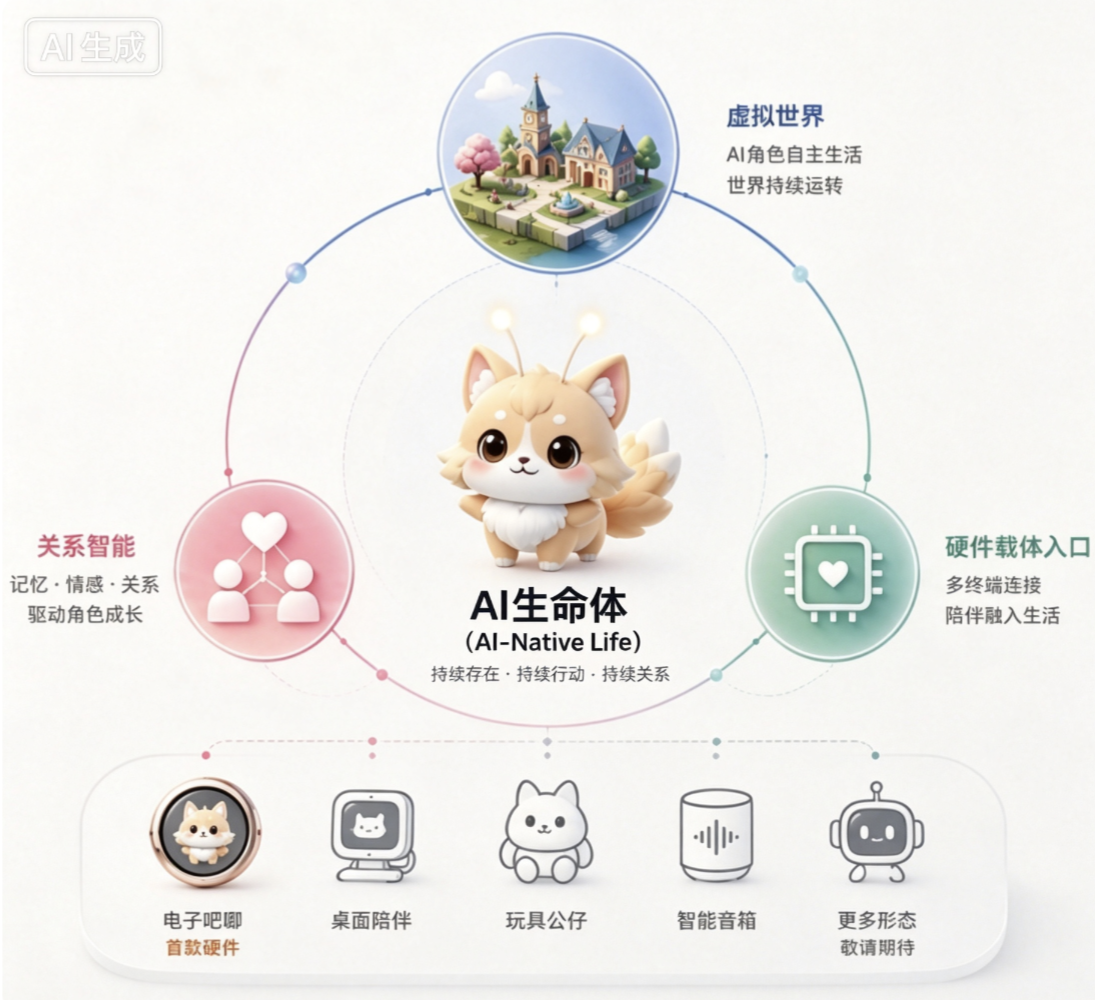 AI 生成
虚拟世界
AI角色自主生活
世界持续运转
关系智能
记忆·情感·关系
驱动角色成长
硬件载体入口
多终端连接
陪伴融入生活
AI生命体
(AI-Native Life)
持续存在·持续行动·持续关系
电子吧唧
首款硬件
桌面陪伴
玩具公仔
智能音箱
更多形态
敬请期待